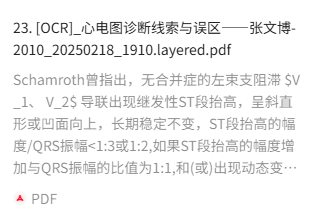 23. [OCR]_心电图诊断线索与误区——张文博-
2010_20250218_1910.layered.pdf
Schamroth曾指出，无合并症的左束支阻滞 $V
_1、 V_2$ 导联出现继发性ST段抬高，呈斜直
形或凹面向上，长期稳定不变，ST段抬高的幅
度/QRS振幅<1:3或1:2,如果ST段抬高的幅度增
加与QRS振幅的比值为1:1,和(或)出现动态变…
PDF